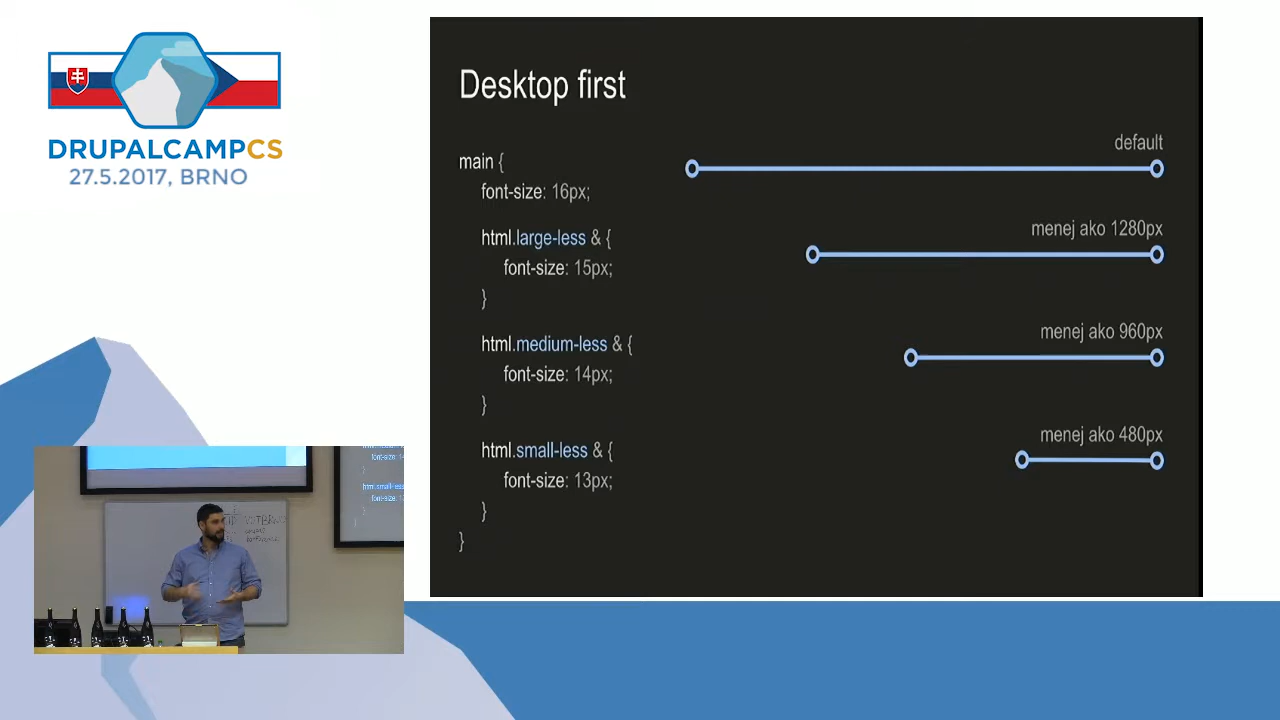 DRUPALCAMPCS
27.5.2017, BRNO
Desktop first
main {
font-size: 16px;
html.large-less & {
font-size: 15px;
}
html.medium-less & {
font-size: 14px;
}
html.small-less & {
font-size: 13px;
}
}
default
menej ako 1280px
menej ako 960px
menej ako 480px